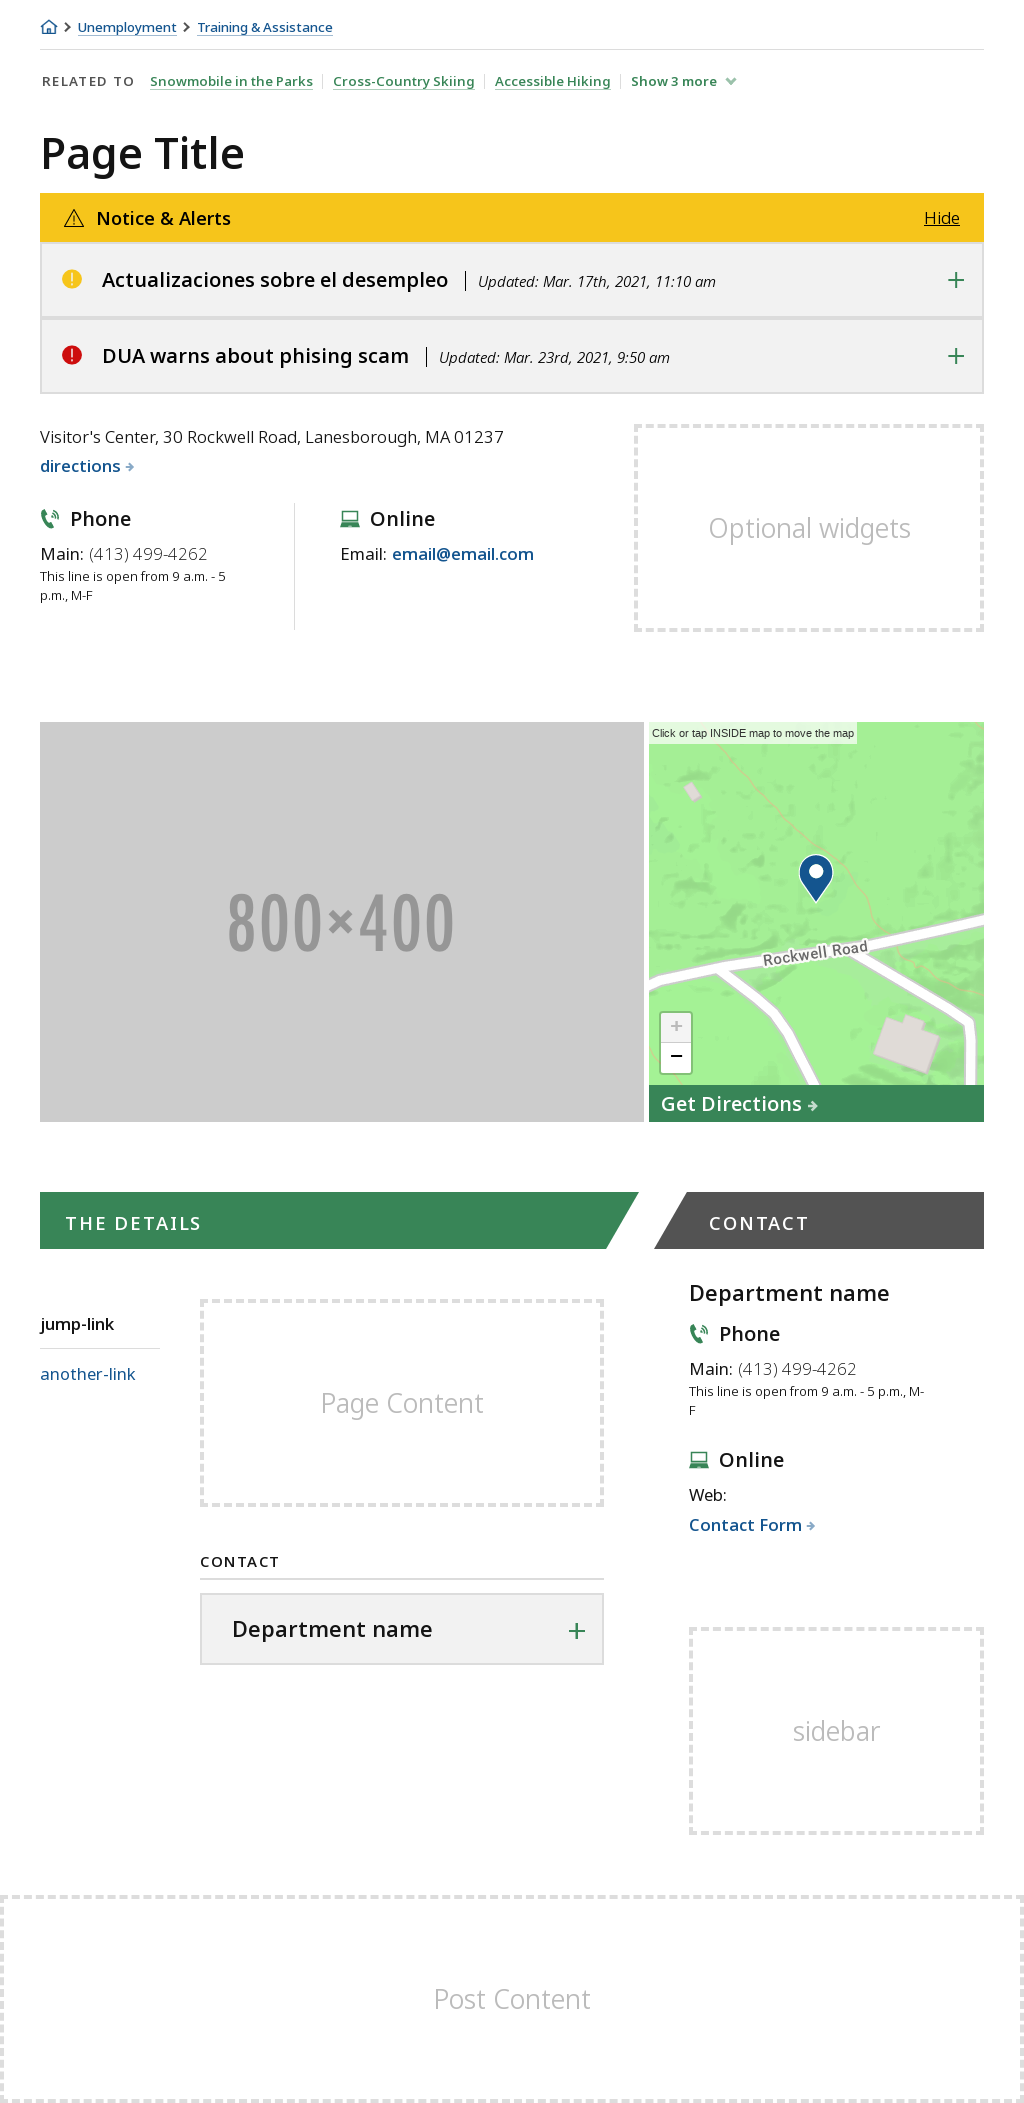 Unemployment Training & Assistance
RELATED TO Snowmobile in the Parks Cross-Country Skiing Accessible Hiking Show 3 more
Page Title
Notice & Alerts Hide
Actualizaciones sobre el desempleo Updated: Mar. 17th, 2021, 11:10 am
DUA warns about phising scam Updated: Mar. 23rd, 2021, 9:50 am
Visitor's Center, 30 Rockwell Road, Lanesborough, MA 01237
directions
Phone
Main: (413) 499-4262
This line is open from 9 a.m. - 5
p.m., M-F
Online
Email: email@email.com
Optional widgets
800×400
Click or tap INSIDE map to move the map
Rockwell Road
+
−
Get Directions
THE DETAILS
jump-link
another-link
Page Content
CONTACT
Department name
CONTACT
Department name
Phone
Main: (413) 499-4262
This line is open from 9 a.m. - 5 p.m., M-
F
Online
Web:
Contact Form
sidebar
Post Content